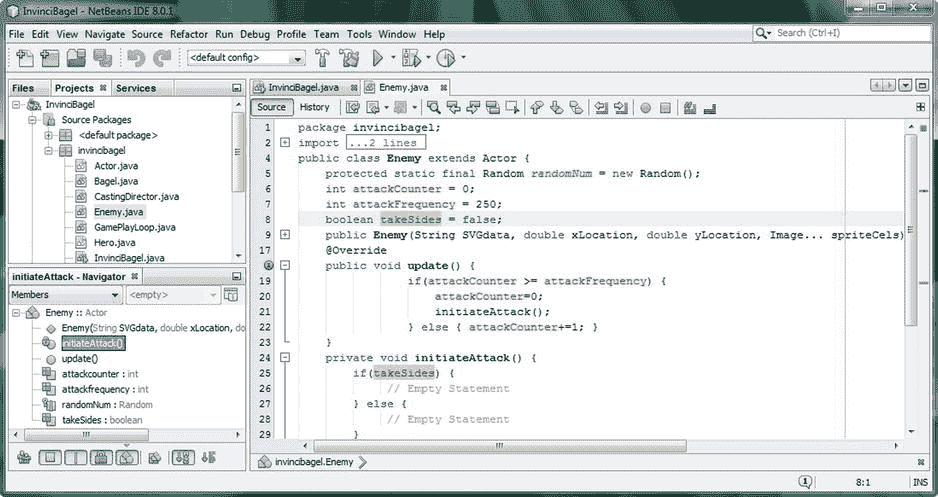 InvinciBagel - NetBeans IDE 8.0.1
File Edit View Navigate Source Refactor Run Debug Profile Team Tools Window Help
Search (Ctrl+I)
<default config>
Files Projects Services
InvinciBagel
Source Packages
<default package>
invincibagel
Actor.java
Bagel.java
CastingDirector.java
Enemy.java
GamePlayLoop.java
Hero.java
InvinciBagel.java
initiateAttack - Navigator
Members <empty>
Enemy :: Actor
Enemy(String SVGdata, double xLocation, do
initiateAttack()
update()
attackcounter : int
attackfrequency : int
randomNum : Random
takeSides : boolean
InvinciBagel.java Enemy.java
Source History
1 package invincibagel;
2 import ...2 lines
4 public class Enemy extends Actor {
5 protected static final Random randomNum = new Random();
6 int attackCounter = 0;
7 int attackFrequency = 250;
8 boolean takeSides = false;
9 public Enemy(String SVGdata, double xLocation, double yLocation, Image... spriteCels)
17 @Override
public void update() {
19 if(attackCounter >= attackFrequency) {
20 attackCounter=0;
21 initiateAttack();
22 } else { attackCounter+=1; }
23 }
24 private void initiateAttack() {
25 if(takeSides) {
26 // Empty Statement
27 } else {
28 // Empty Statement
29 }
invincibagel.Enemy
1 8:1 INS